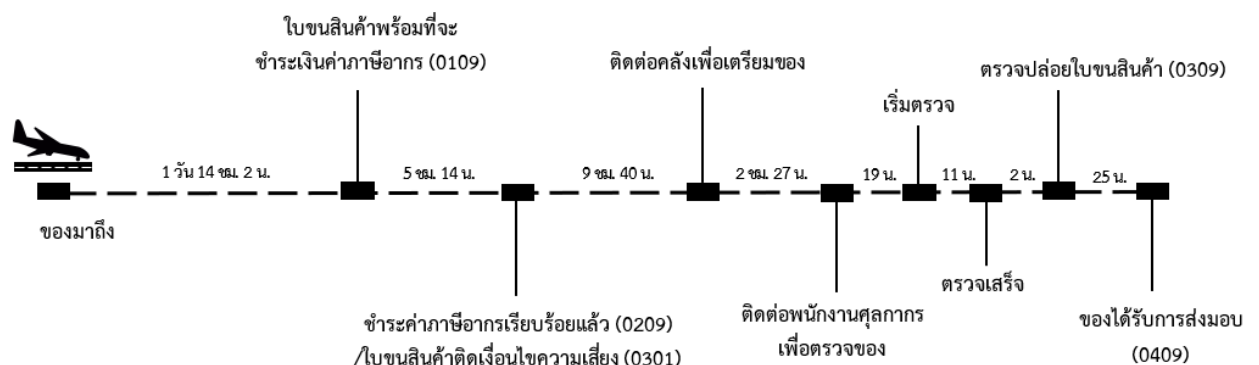 ใบขนสินค้าพร้อมที่จะ
ชำระเงินค่าภาษีอากร (0109)
ติดต่อคลังเพื่อเตรียมของ
ตรวจปล่อยใบขนสินค้า (0309)
เริ่มตรวจ
1 วัน 14 ชม. 2 น.
5 ชม. 14 น.
9 ชม. 40 น.
2 ชม. 27 น.
19 น.
11 น.
2 น.
25 น.
ของมาถึง
ตรวจเสร็จ
ชำระค่าภาษีอากรเรียบร้อยแล้ว (0209)
/ใบขนสินค้าติดเงื่อนไขความเสี่ยง (0301)
ติดต่อพนักงานศุลกากร
เพื่อตรวจของ
ของได้รับการส่งมอบ
(0409)